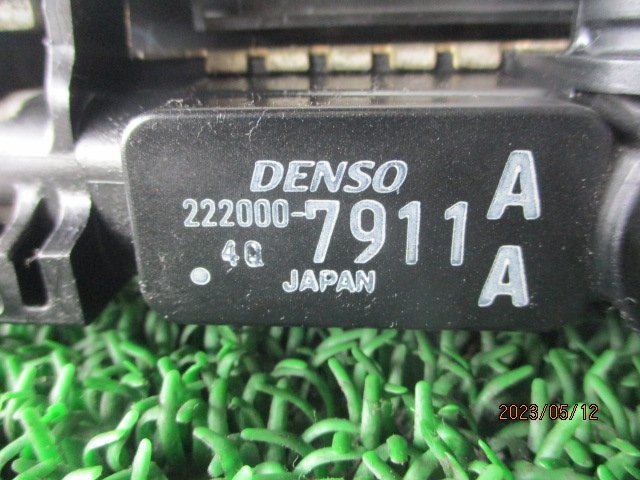 DENSO
222000-7911 A
4Q A
JAPAN
2023/05/12